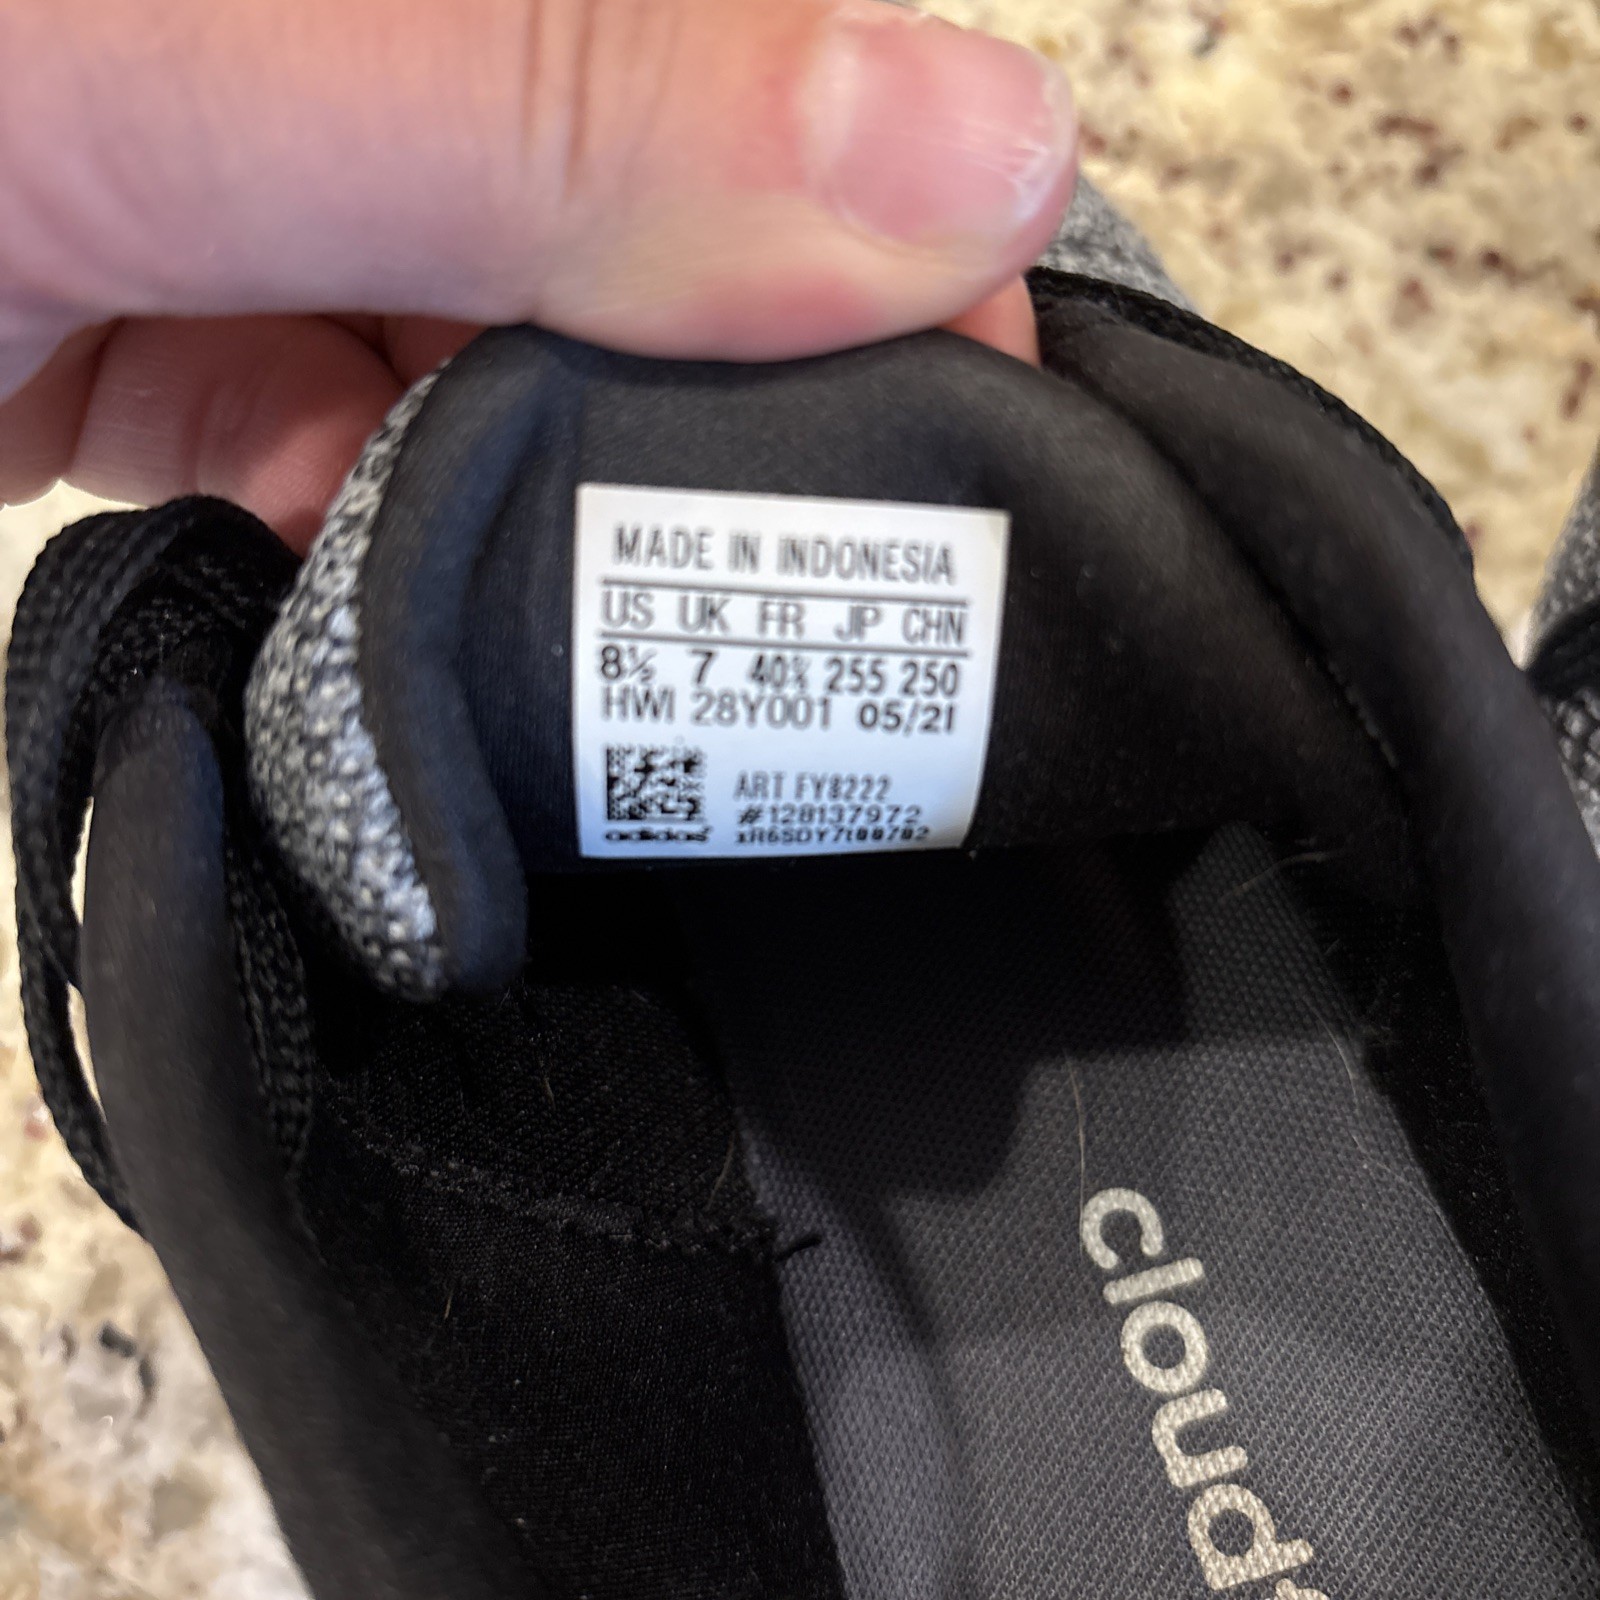 MADE IN INDONESIA
US UK FR JP CHN
8½ 7 40⅔ 255 250
HWI 28Y001 05/21
ART FY8222
#128137972
adidas
cloud